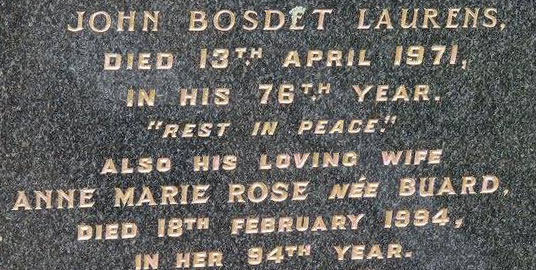 JOHN BOSDET LAURENS,
DIED 13TH APRIL 1971,
IN HIS 76TH YEAR.
"REST IN PEACE."
ALSO HIS LOVING WIFE
ANNE MARIE ROSE NÉE BUARD,
DIED 18TH FEBRUARY 1994,
IN HER 94TH YEAR.